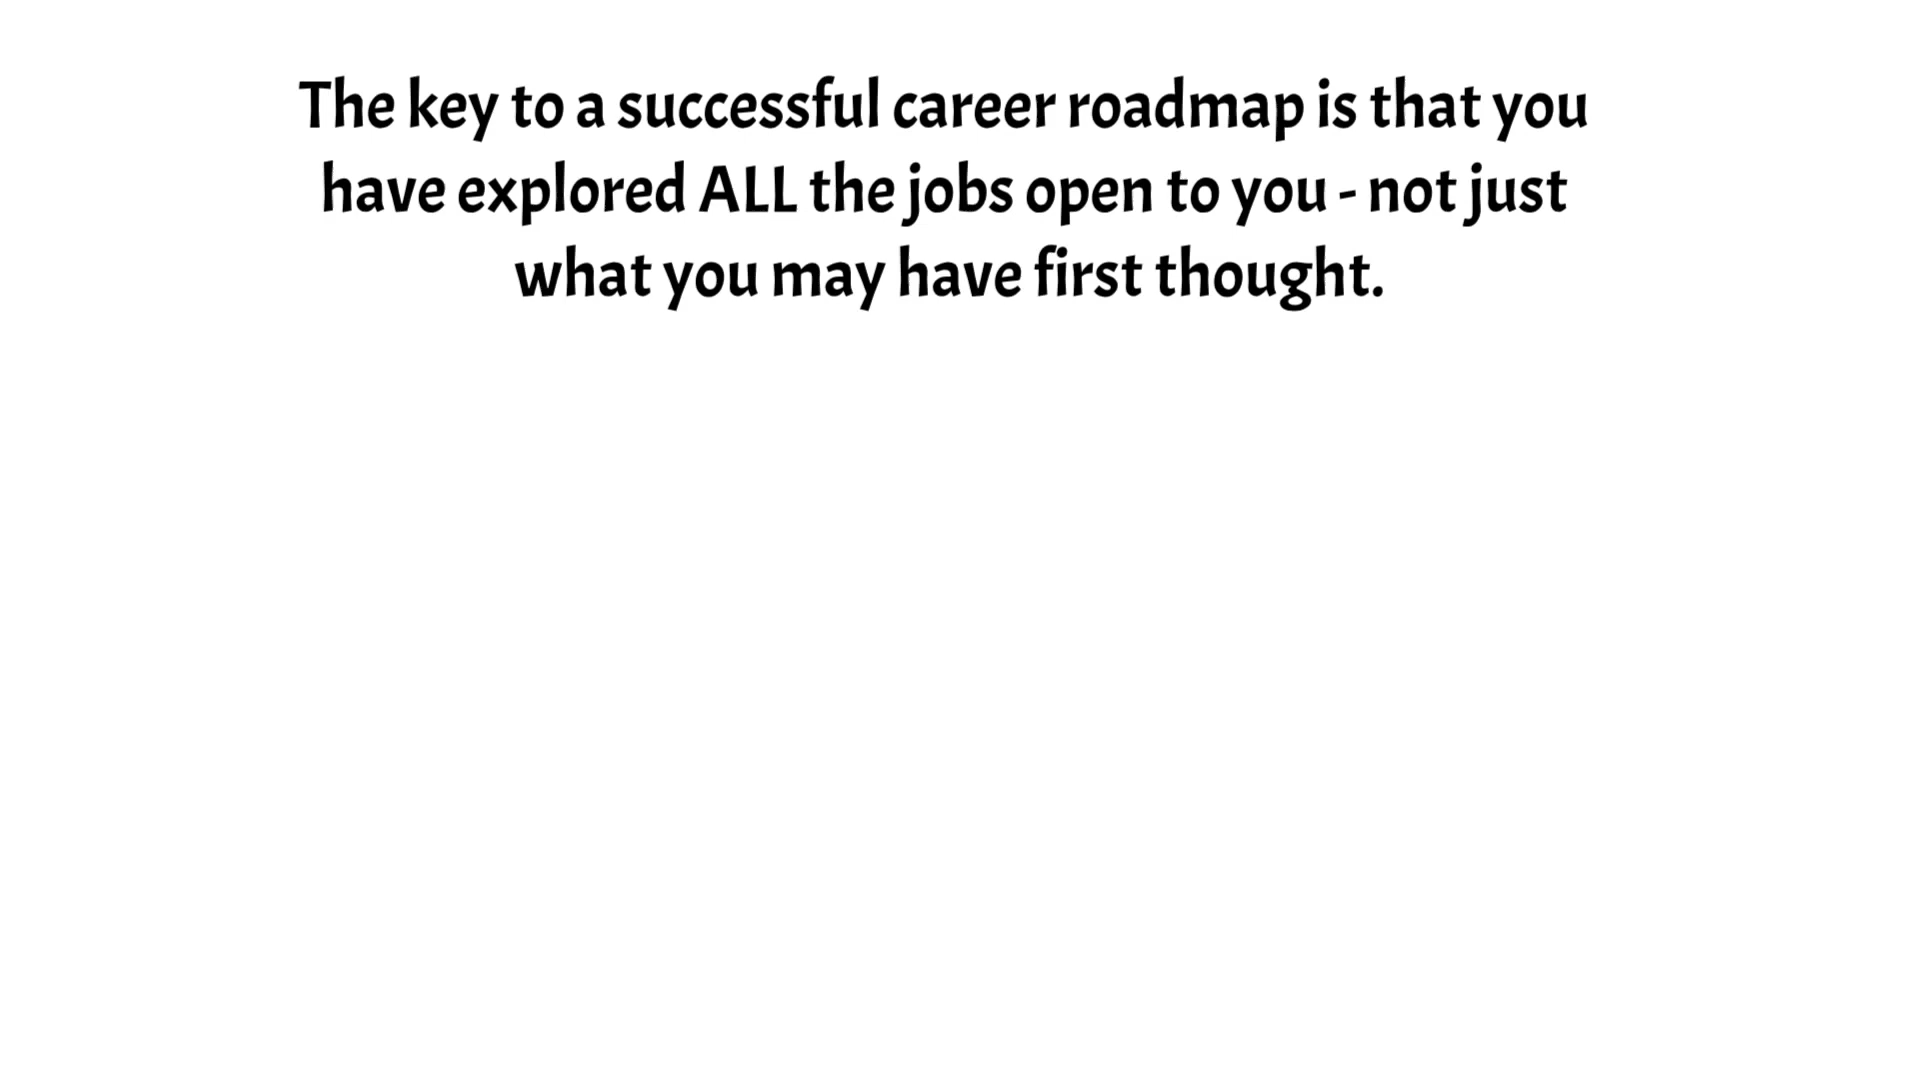 The key to a successful career roadmap is that you
have explored ALL the jobs open to you - not just
what you may have first thought.